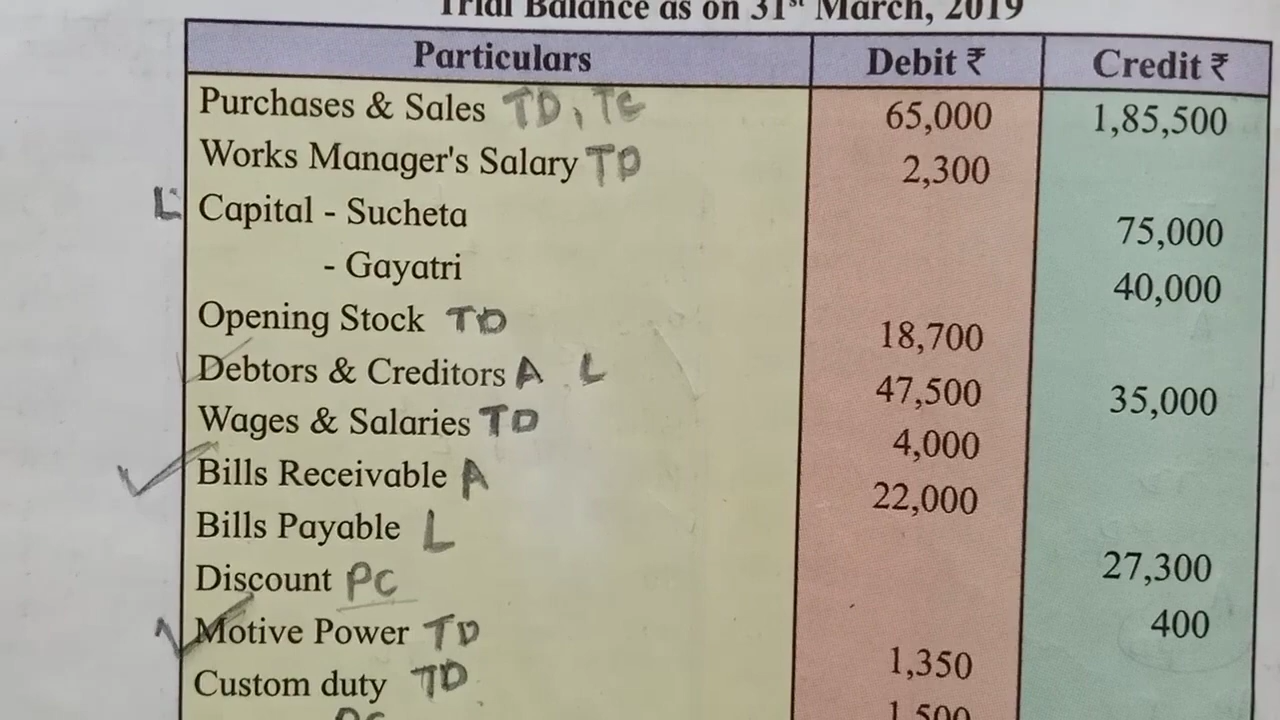 Trial Balance as on 31st March, 2019
Particulars Debit ₹ Credit ₹
Purchases & Sales TD, TC 65,000 1,85,500
Works Manager's Salary TD 2,300
L Capital - Sucheta 75,000
- Gayatri 40,000
Opening Stock TD 18,700
Debtors & Creditors A L 47,500 35,000
Wages & Salaries TD 4,000
Bills Receivable A 22,000
Bills Payable L 27,300
Discount PC 400
Motive Power TD 1,350
Custom duty TD 1,500